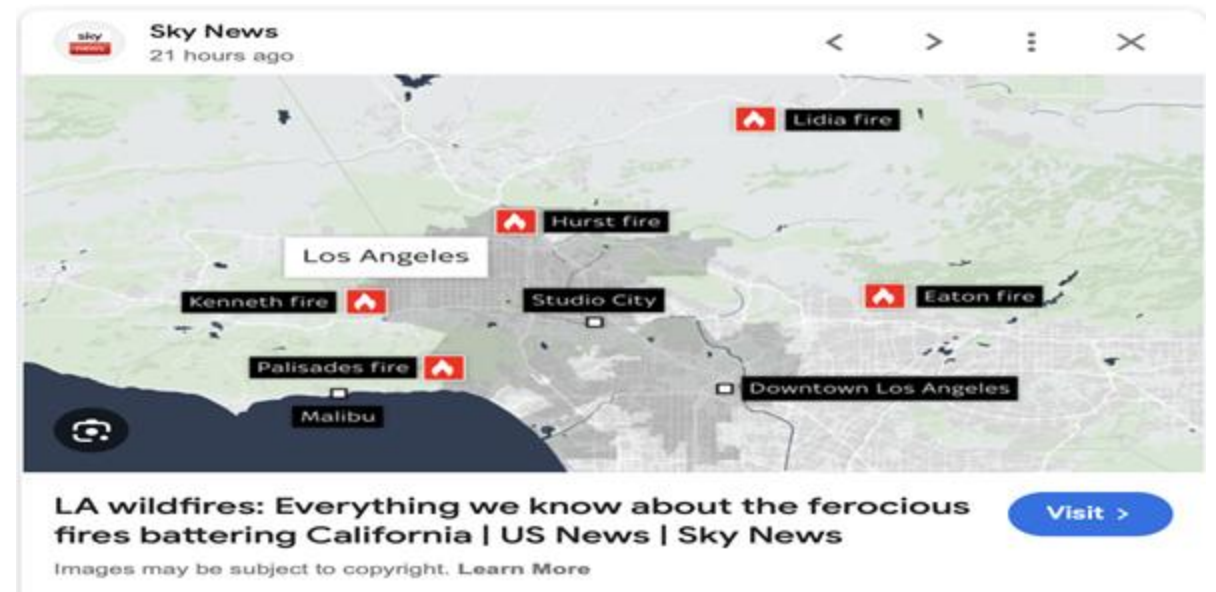 sky
news
Sky News
21 hours ago
Lidia fire
Hurst fire
Los Angeles
Kenneth fire
Studio City
Eaton fire
Palisades fire
Downtown Los Angeles
Malibu
LA wildfires: Everything we know about the ferocious
fires battering California | US News | Sky News
Visit >
Images may be subject to copyright. Learn More